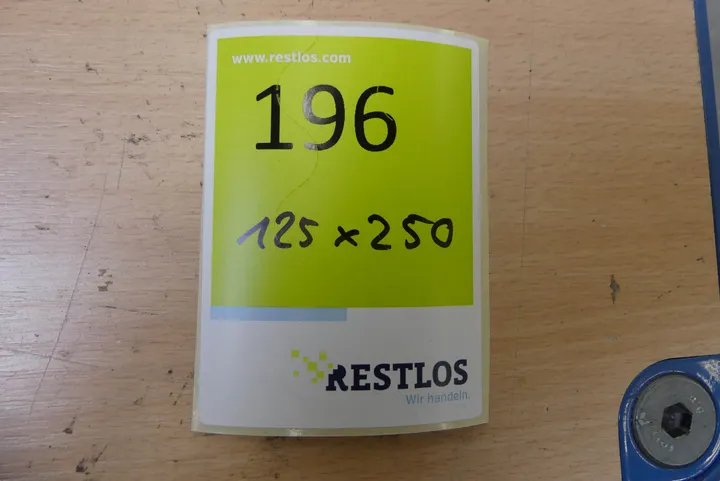 www.restlos.com
196
125 x 250
RESTLOS
Wir handeln.